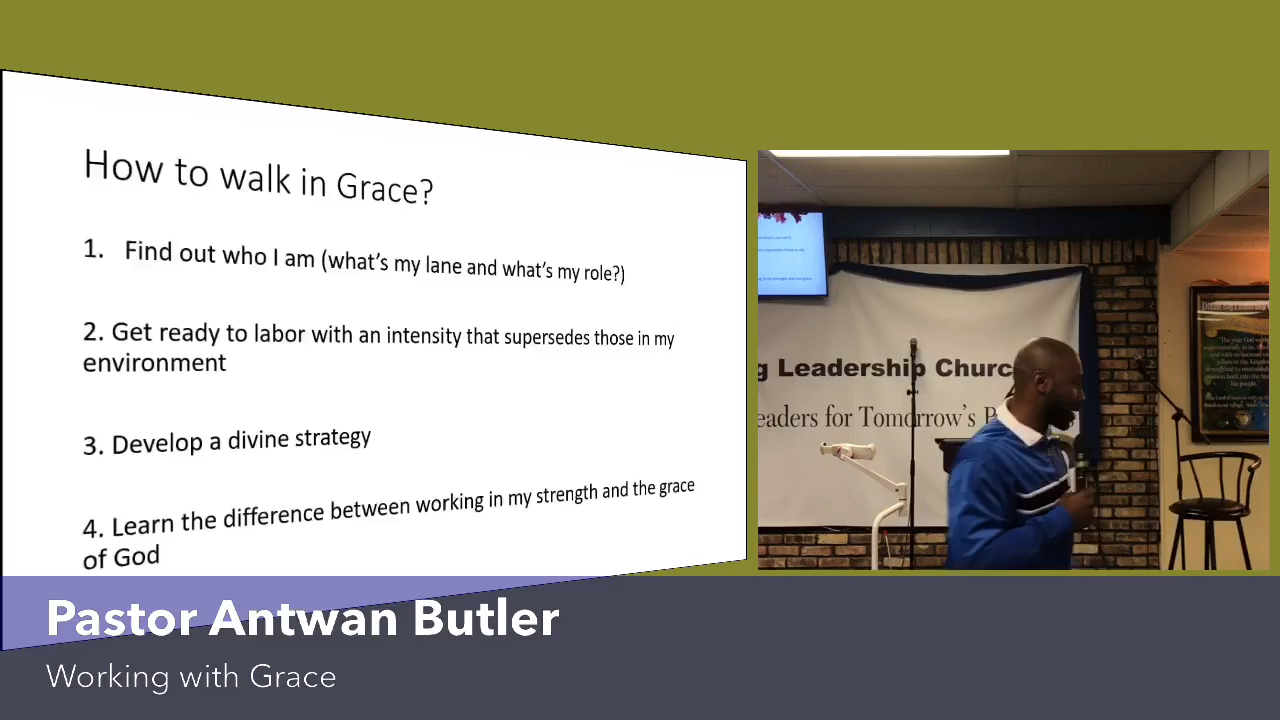 How to walk in Grace?
1. Find out who I am (what's my lane and what's my role?)
2. Get ready to labor with an intensity that supersedes those in my
environment
3. Develop a divine strategy
4. Learn the difference between working in my strength and the grace
of God
Leadership Churc
eaders for Tomorrow's P
Pastor Antwan Butler
Working with Grace